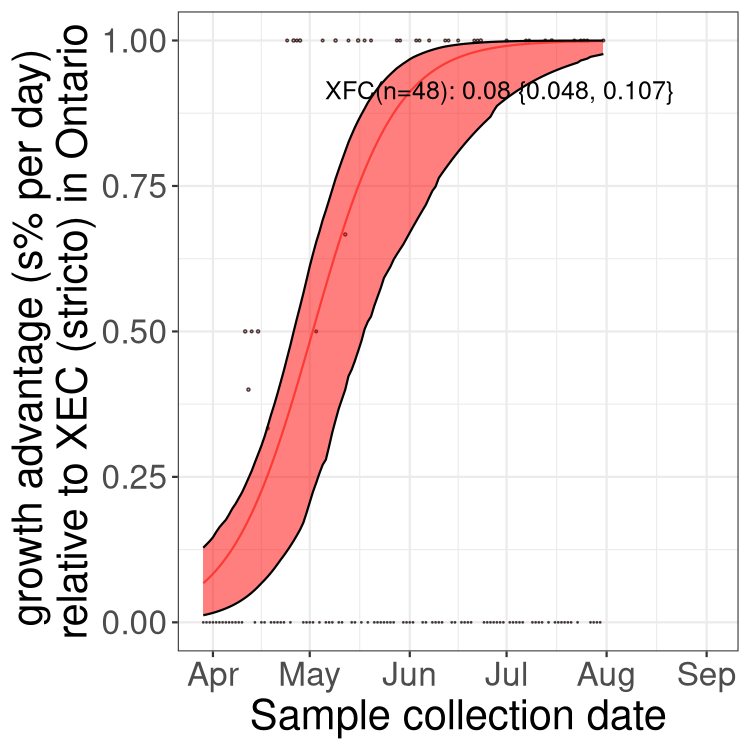 growth advantage (s% per day)
relative to XEC (stricto) in Ontario
1.00
0.75
0.50
0.25
0.00
XFC(n=48): 0.08 {0.048, 0.107}
Apr May Jun Jul Aug Sep
Sample collection date